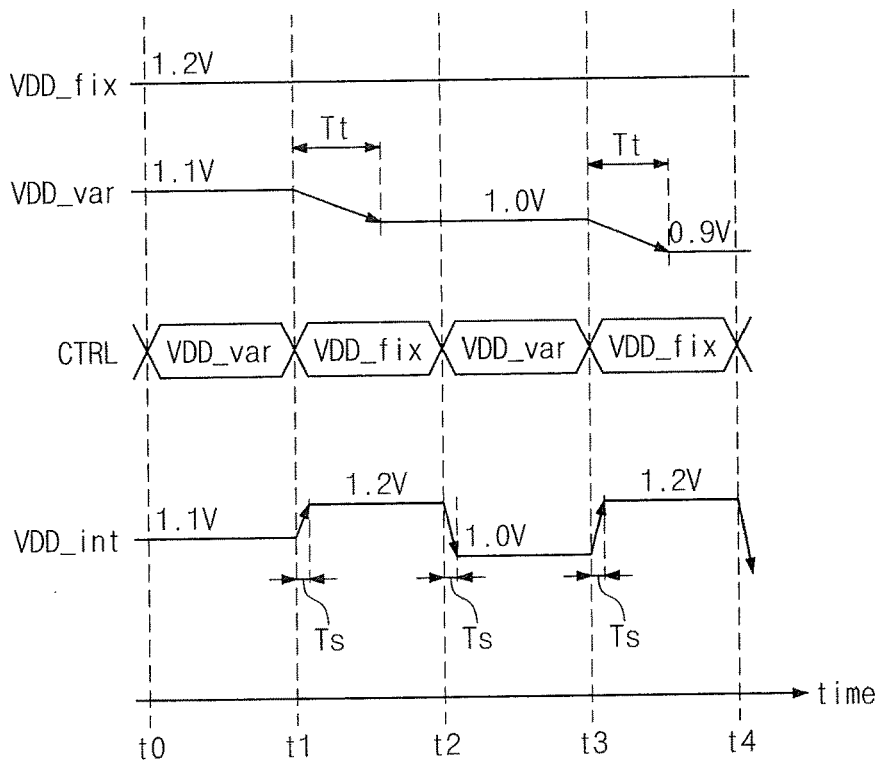 1.2V
VDD_fix
Tt
Tt
1.1V
VDD_var
1.0V
0.9V
CTRL VDD_var VDD_fix VDD_var VDD_fix
1.2V
1.2V
1.1V
1.0V
VDD_int
Ts Ts Ts
time
t0 t1 t2 t3 t4